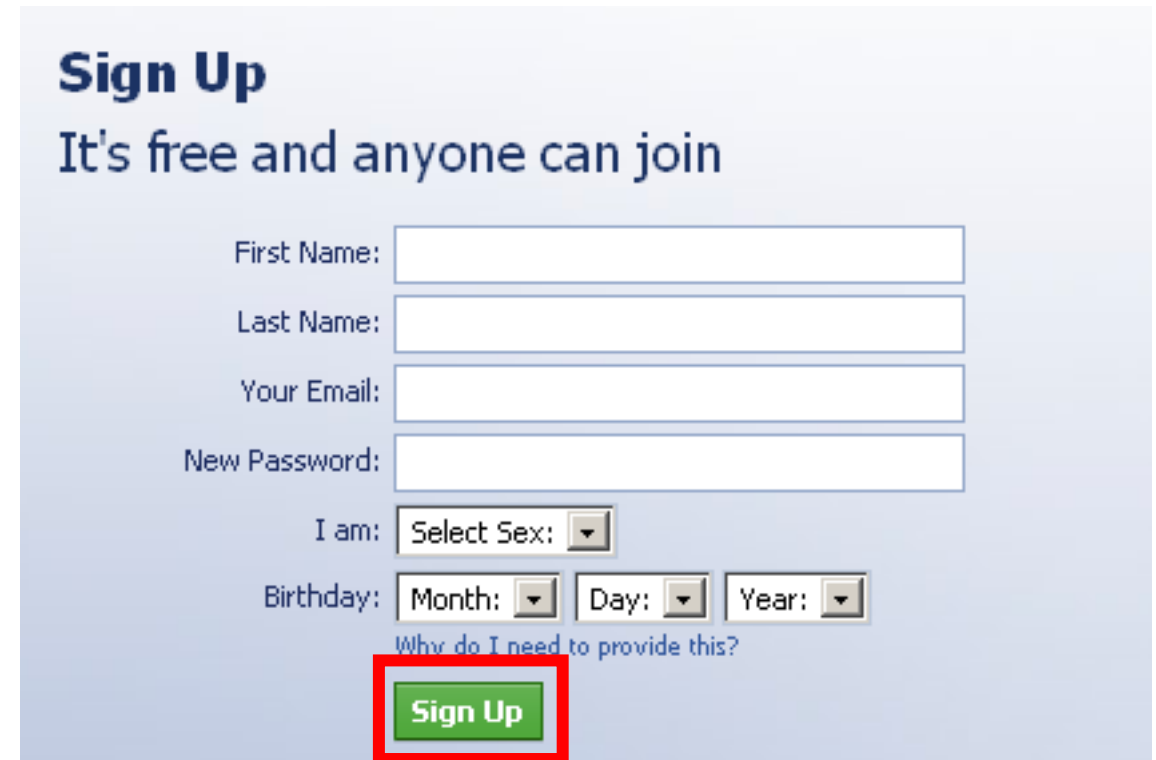 Sign Up
It's free and anyone can join
First Name:
Last Name:
Your Email:
New Password:
I am: Select Sex:
Birthday: Month: Day: Year:
Why do I need to provide this?
Sign Up